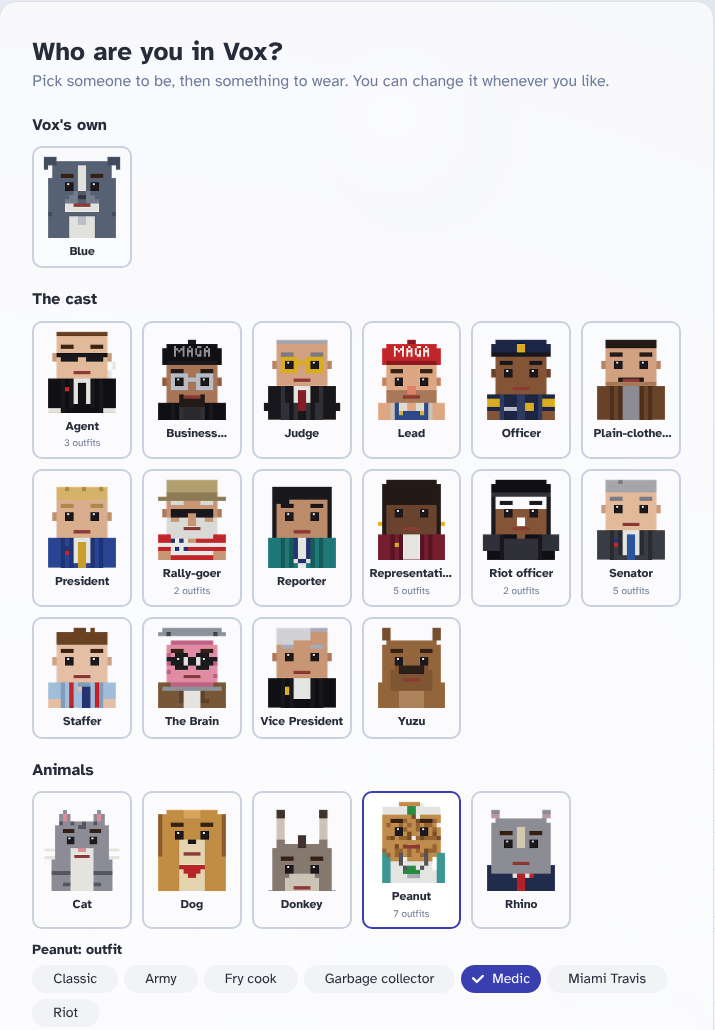 Who are you in Vox?
Pick someone to be, then something to wear. You can change it whenever you like.
Vox's own
Blue
The cast
MAGA
MAGA
Agent
Business...
Judge
Lead
Officer
Plain-clothe...
3 outfits
President
Rally-goer
Reporter
Representati...
Riot officer
Senator
2 outfits
5 outfits
2 outfits
5 outfits
Staffer
The Brain
Vice President
Yuzu
Animals
Cat
Dog
Donkey
Peanut
Rhino
7 outfits
Peanut: outfit
Classic
Army
Fry cook
Garbage collector
Medic
Miami Travis
Riot